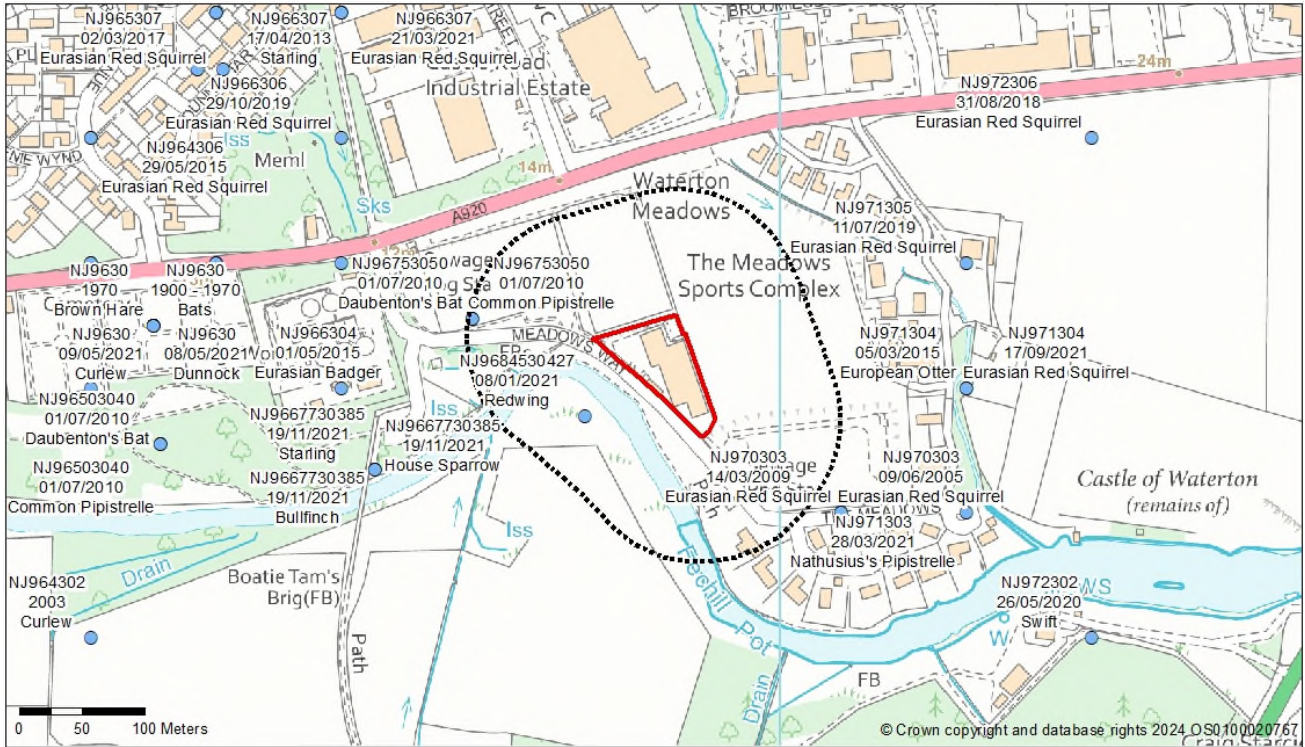 NJ965307
02/03/2017
Eurasian Red Squirrel
NJ966307
17/04/2013
Starling
NJ966307
21/03/2021
Eurasian Red Squirrel
Industrial Estate
NJ966306
29/10/2019
Eurasian Red Squirrel
Iss
NJ964306
29/05/2015
Eurasian Red Squirrel
Meml
Sks
A920
14m
24m
12m
NJ972306
31/08/2018
Eurasian Red Squirrel
Waterton
Meadows
The Meadows
Sports Complex
NJ971305
11/07/2019
Eurasian Red Squirrel
NJ9630
1970
Brown Hare
NJ9630
1900 - 1970
Bats
NJ96753050
01/07/2010
Daubenton's Bat
NJ96753050
01/07/2010
Common Pipistrelle
NJ9630
09/05/2021
Curlew
NJ9630
08/05/2021
Dunnock
NJ966304
01/05/2015
Eurasian Badger
MEADOWS WAY
NJ9684530427
08/01/2021
Redwing
NJ971304
05/03/2015
European Otter
NJ971304
17/09/2021
Eurasian Red Squirrel
NJ96503040
01/07/2010
Daubenton's Bat
NJ9667730385
19/11/2021
Starling
Iss
NJ9667730385
19/11/2021
House Sparrow
NJ96503040
01/07/2010
Common Pipistrelle
NJ9667730385
19/11/2021
Bullfinch
Iss
NJ970303
14/03/2009
Eurasian Red Squirrel
NJ970303
09/06/2005
Eurasian Red Squirrel
THE MEADOWS
NJ971303
28/03/2021
Nathusius's Pipistrelle
Castle of Waterton
(remains of)
Drain
Boatie Tam's
Brig(FB)
NJ964302
2003
Curlew
Path
Fechill Pot
Drain
FB
NJ972302
26/05/2020
Swift
0 50 100 Meters
© Crown copyright and database rights 2024 OS0100020767